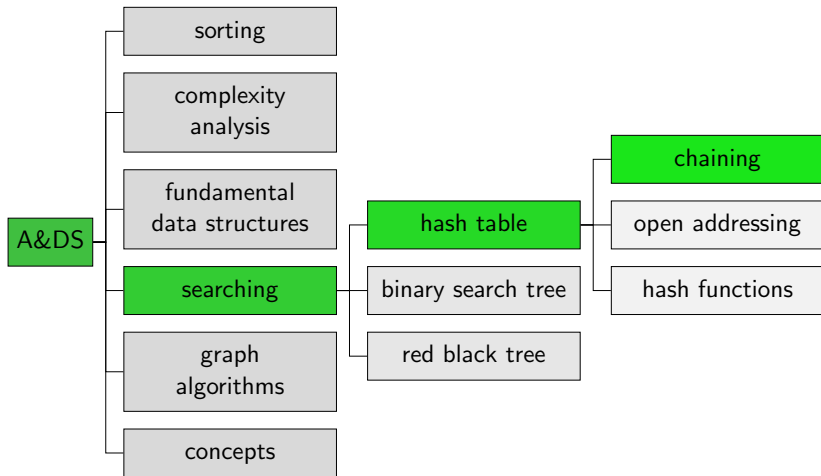 A&DS
sorting
complexity
analysis
fundamental
data structures
searching
graph
algorithms
concepts
hash table
binary search tree
red black tree
chaining
open addressing
hash functions